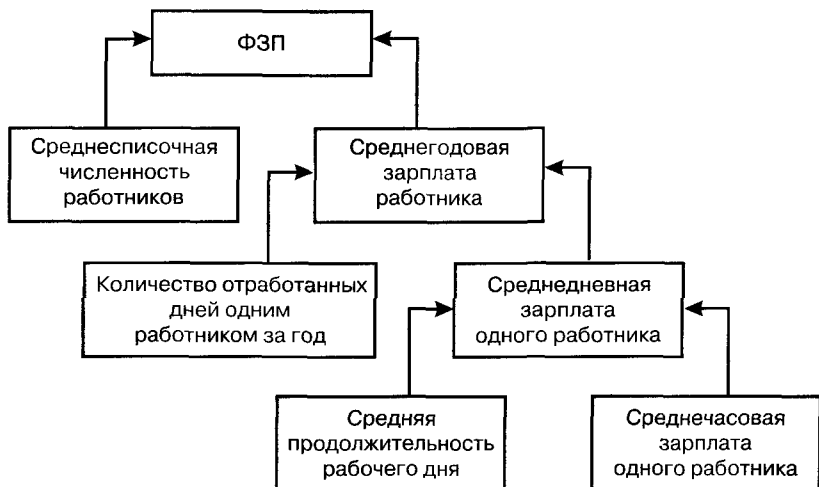 ФЗП
Среднесписочная
численность
работников
Среднегодовая
зарплата
работника
Количество отработанных
дней одним
работником за год
Среднедневная
зарплата
одного работника
Средняя
продолжительность
рабочего дня
Среднечасовая
зарплата
одного работника